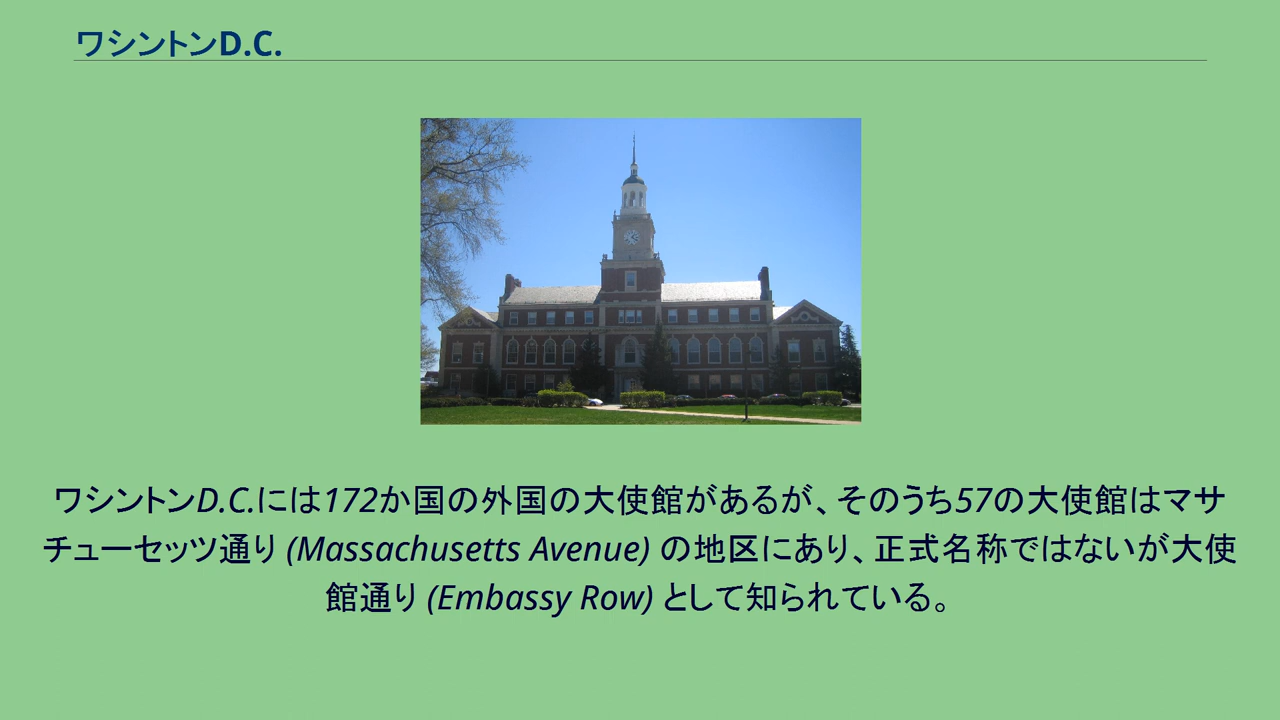 ワシントンD.C.
ワシントンD.C.には172か国の外国の大使館があるが、そのうち57の大使館はマサ
チューセッツ通り (Massachusetts Avenue) の地区にあり、正式名称ではないが大使
館通り (Embassy Row) として知られている。